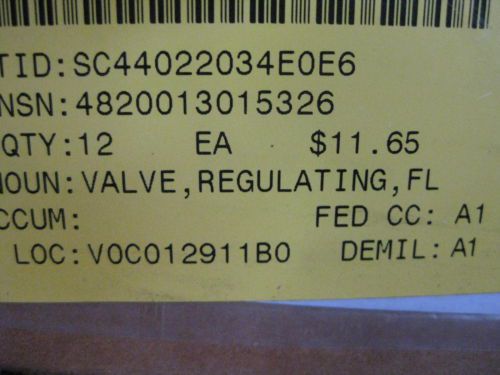 TID:SC44022034E0E6
NSN:4820013015326
QTY:12 EA $11.65
NOUN:VALVE,REGULATING,FL
CCUM: FED CC: A1
LOC:V0C012911B0 DEMIL:A1